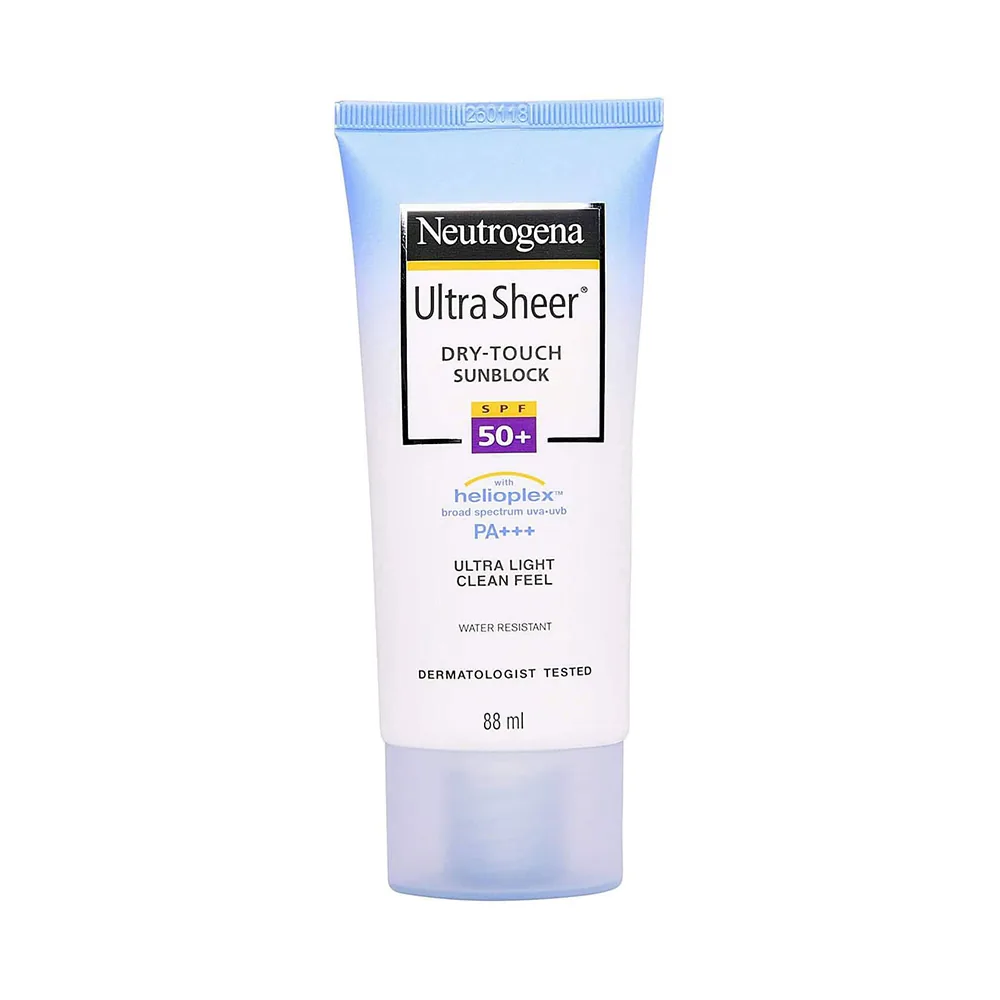 260118
Neutrogena
Ultra Sheer®
DRY-TOUCH
SUNBLOCK
SPF
50+
with
helioplex™
broad spectrum uva•uvb
PA+++
ULTRA LIGHT
CLEAN FEEL
WATER RESISTANT
DERMATOLOGIST TESTED
88 ml